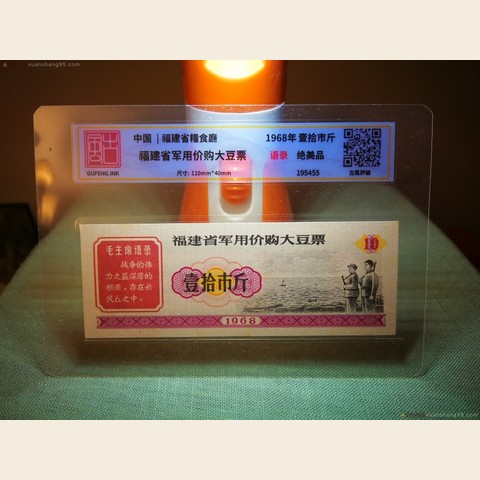 xuansheng95.com
中国 | 福建省糧食廳
1968年 壹拾市斤
福建省军用价购大豆票
语录 绝美品
GUFENG.INK
尺寸: 110mm*40mm
195455
福建省军用价购大豆票
10
毛主席语录
战争的伟
力之最深厚的
根源，存在于
民众之中。
壹拾市斤
1968